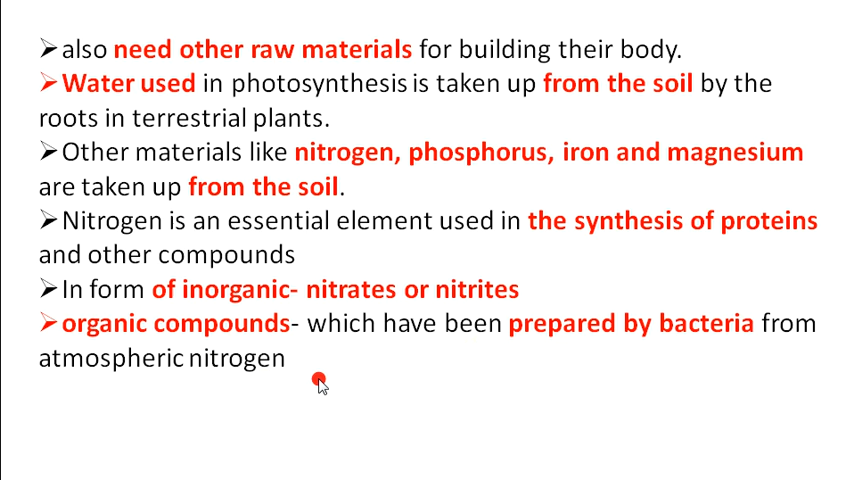 ➢also need other raw materials for building their body.
➢Water used in photosynthesis is taken up from the soil by the
roots in terrestrial plants.
➢Other materials like nitrogen, phosphorus, iron and magnesium
are taken up from the soil.
➢Nitrogen is an essential element used in the synthesis of proteins
and other compounds
➢In form of inorganic- nitrates or nitrites
➢organic compounds- which have been prepared by bacteria from
atmospheric nitrogen